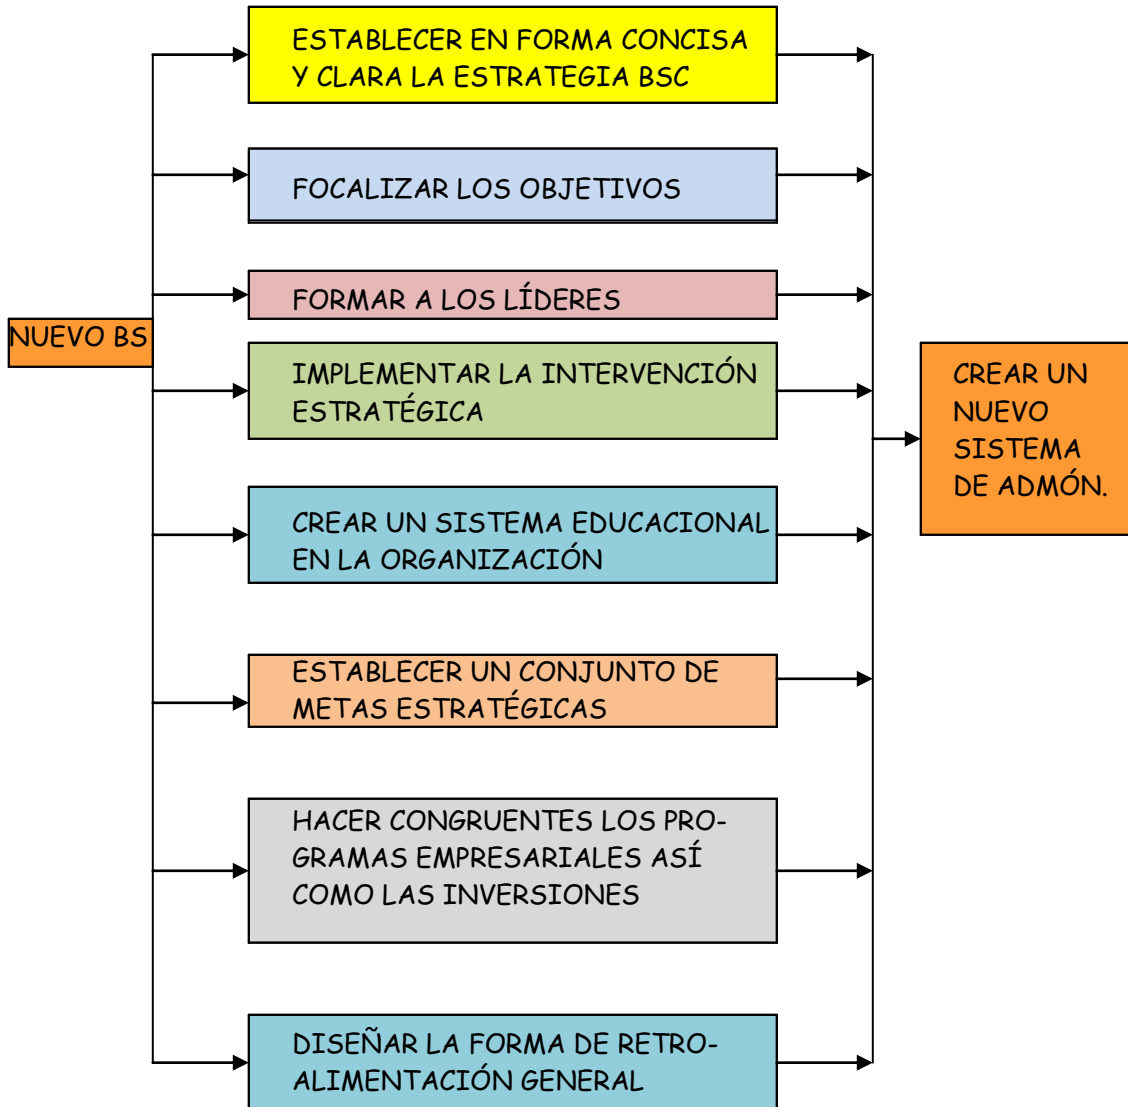 ESTABLECER EN FORMA CONCISA
Y CLARA LA ESTRATEGIA BSC
FOCALIZAR LOS OBJETIVOS
FORMAR A LOS LÍDERES
NUEVO BS
IMPLEMENTAR LA INTERVENCIÓN
ESTRATÉGICA
CREAR UN SISTEMA EDUCACIONAL
EN LA ORGANIZACIÓN
ESTABLECER UN CONJUNTO DE
METAS ESTRATÉGICAS
HACER CONGRUENTES LOS PRO-
GRAMAS EMPRESARIALES ASÍ
COMO LAS INVERSIONES
DISEÑAR LA FORMA DE RETRO-
ALIMENTACIÓN GENERAL
CREAR UN
NUEVO
SISTEMA
DE ADMÓN.